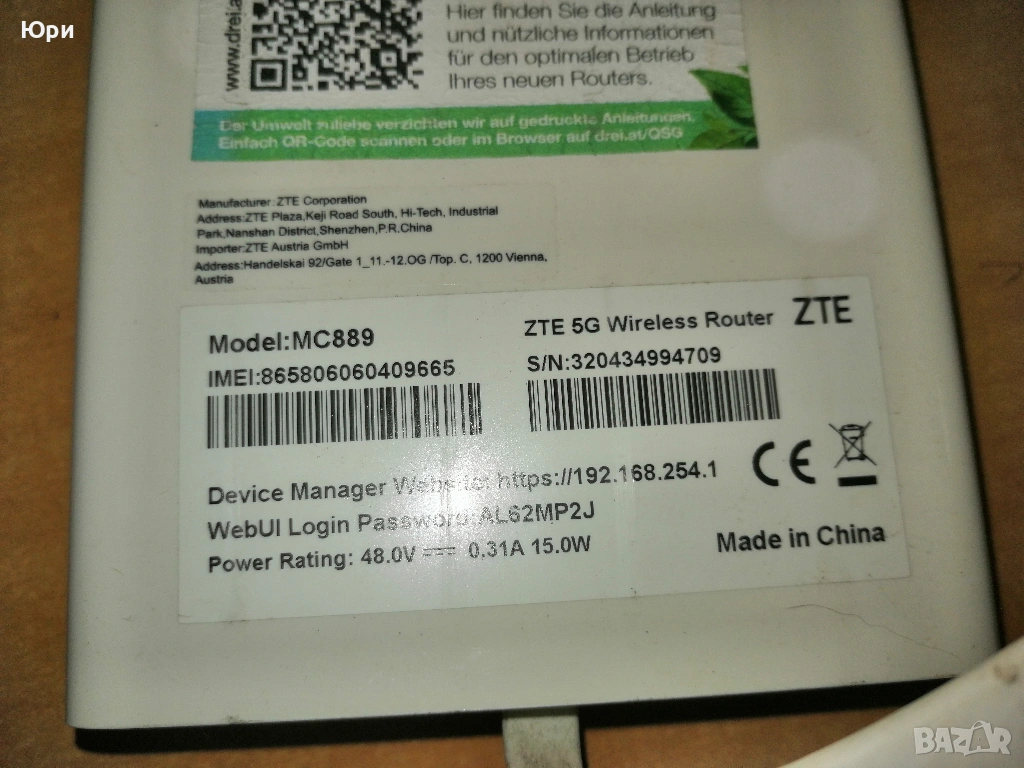 Юри
www.drei.a
Hier finden Sie die Anleitung
und nützliche Informationen
für den optimalen Betrieb
Ihres neuen Routers.
Der Umwelt zuliebe verzichten wir auf gedruckte Anleitungen.
Einfach QR-Code scannen oder im Browser auf drei.at/QSG
Manufacturer:ZTE Corporation
Address:ZTE Plaza,Keji Road South, Hi-Tech, Industrial
Park,Nanshan District,Shenzhen,P.R.China
Importer:ZTE Austria GmbH
Address:Handelskai 92/Gate 1_11.-12.OG /Top. C, 1200 Vienna,
Austria
Model:MC889
ZTE 5G Wireless Router ZTE
IMEI:865806060409665
S/N:320434994709
Device Manager Website: https://192.168.254.1
CE
WebUI Login Password:AL62MP2J
Power Rating: 48.0V ⎓ 0.31A 15.0W
Made in China
BAZAR